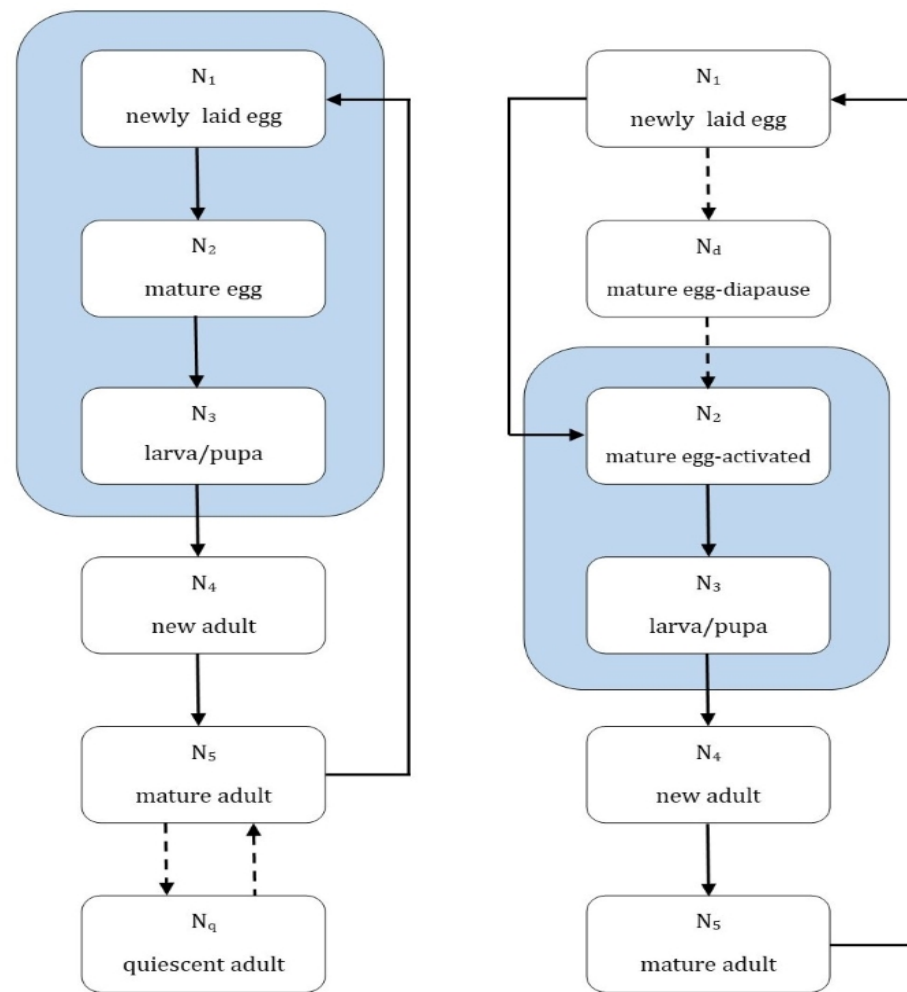 N₁
newly laid egg
N₂
mature egg
N₃
larva/pupa
N₄
new adult
N₅
mature adult
N_q
quiescent adult
N₁
newly laid egg
N_d
mature egg-diapause
N₂
mature egg-activated
N₃
larva/pupa
N₄
new adult
N₅
mature adult